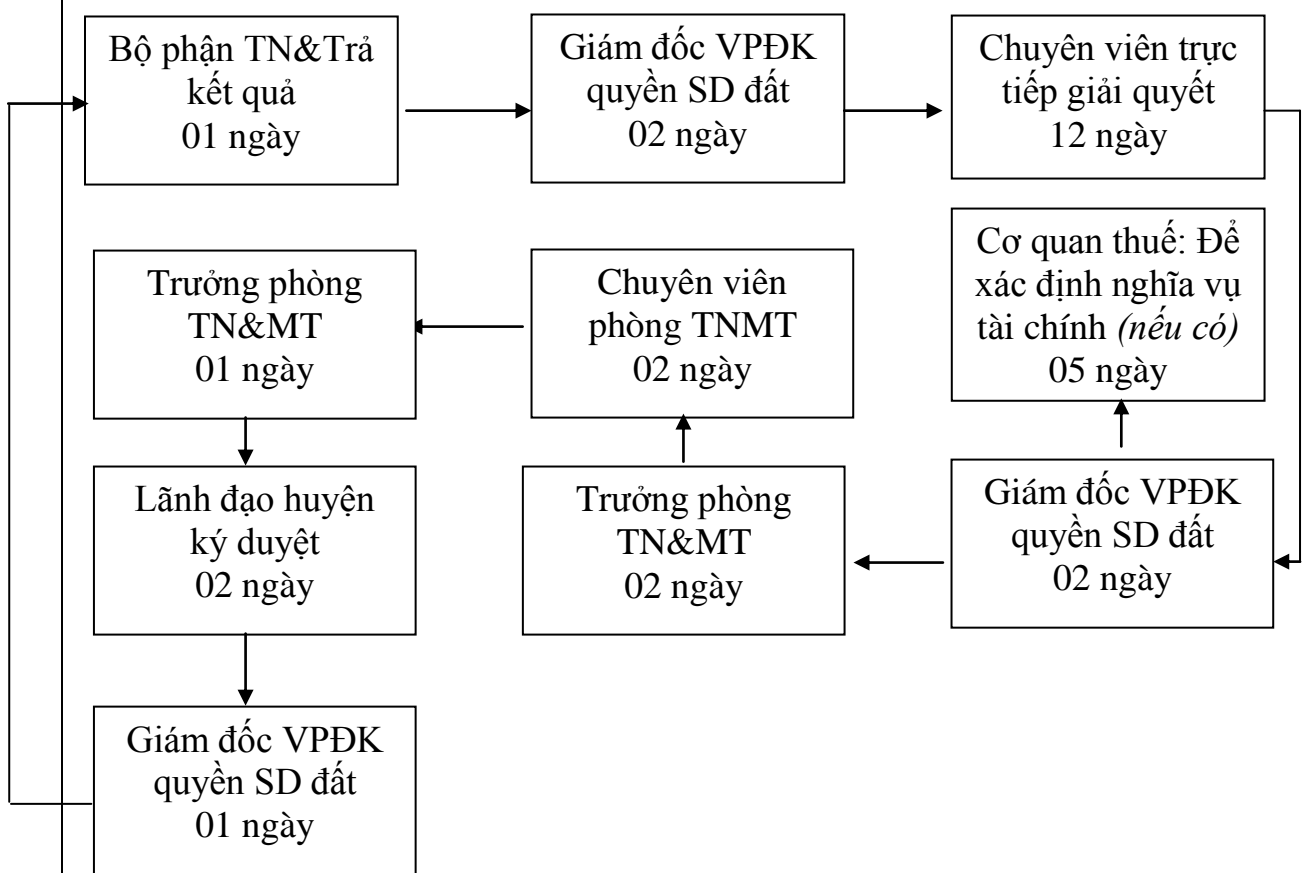 Bộ phận TN&Trả
kết quả
01 ngày
Giám đốc VPĐK
quyền SD đất
02 ngày
Chuyên viên trực
tiếp giải quyết
12 ngày
Trưởng phòng
TN&MT
01 ngày
Chuyên viên
phòng TNMT
02 ngày
Cơ quan thuế: Để
xác định nghĩa vụ
tài chính (nếu có)
05 ngày
Lãnh đạo huyện
ký duyệt
02 ngày
Trưởng phòng
TN&MT
02 ngày
Giám đốc VPĐK
quyền SD đất
02 ngày
Giám đốc VPĐK
quyền SD đất
01 ngày